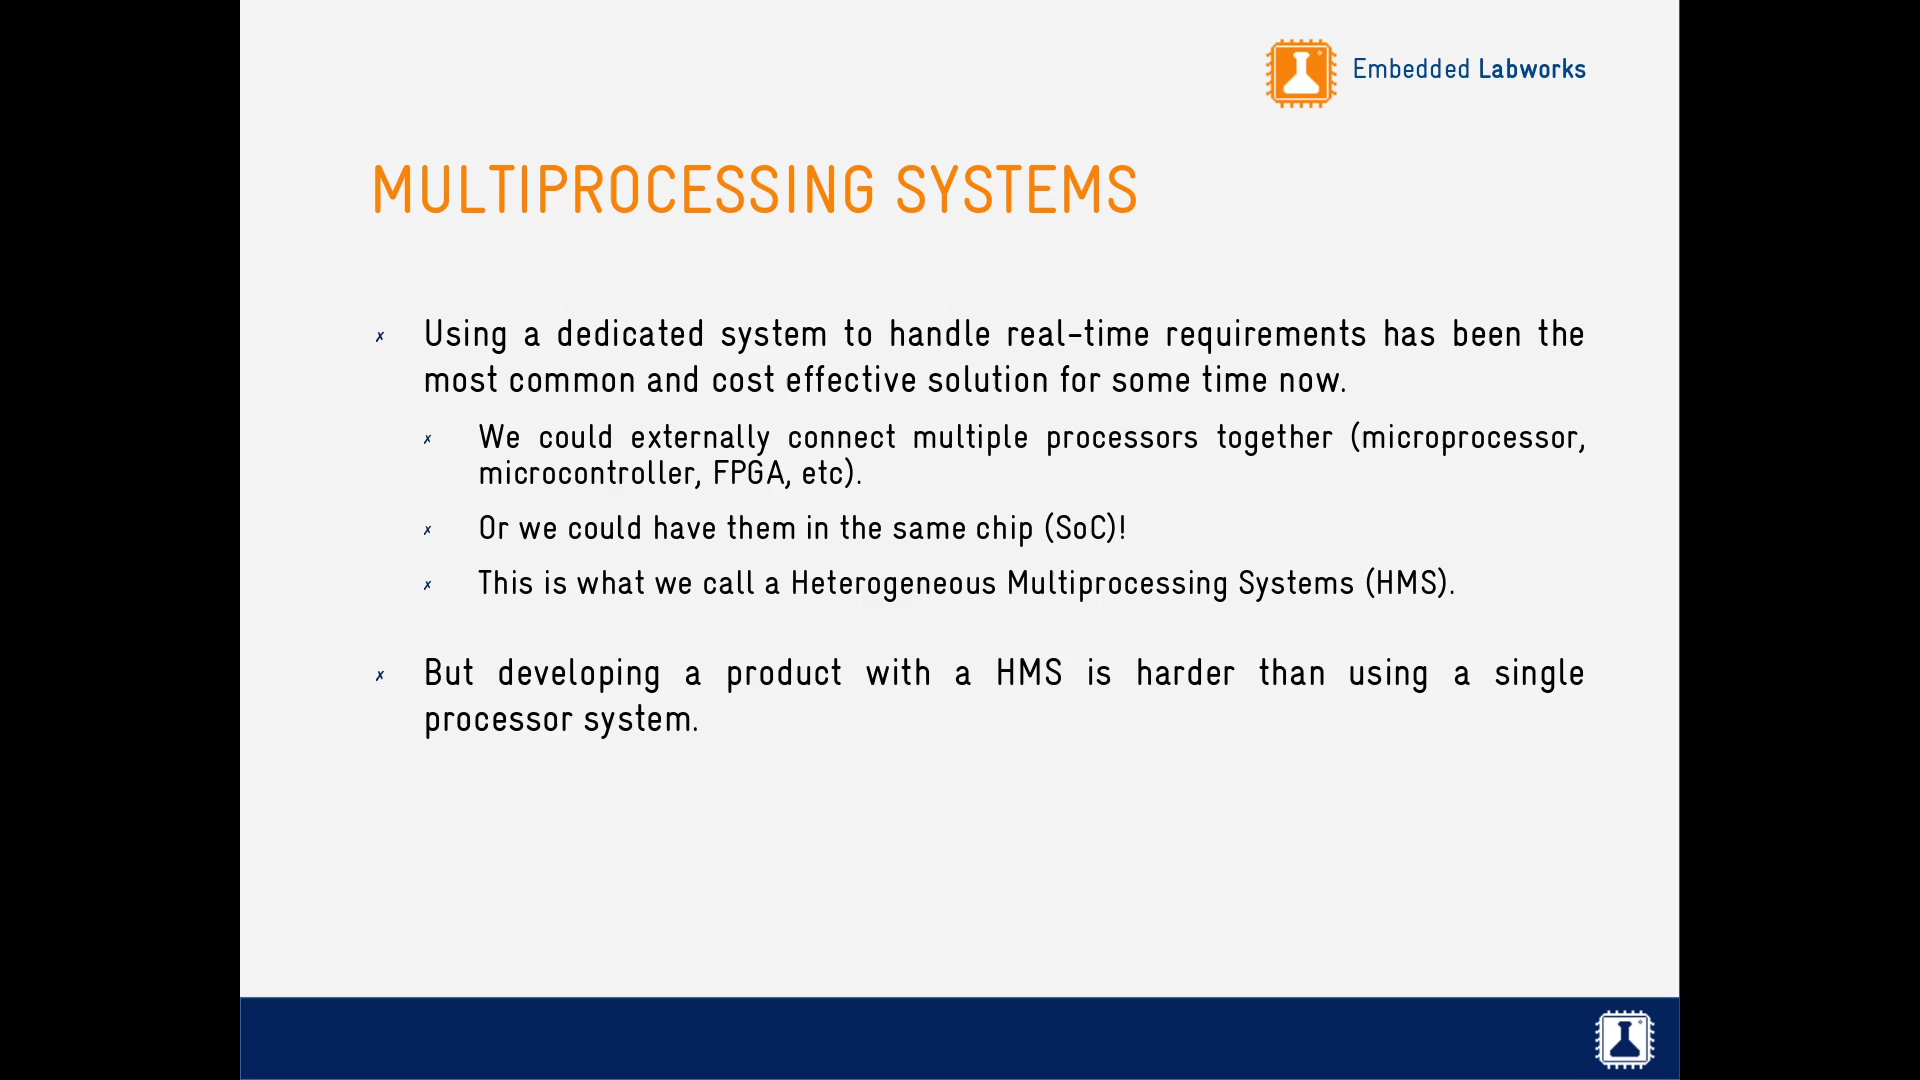 Embedded Labworks
MULTIPROCESSING SYSTEMS
✗ Using a dedicated system to handle real-time requirements has been the
most common and cost effective solution for some time now.
✗ We could externally connect multiple processors together (microprocessor,
microcontroller, FPGA, etc).
✗ Or we could have them in the same chip (SoC)!
✗ This is what we call a Heterogeneous Multiprocessing Systems (HMS).
✗ But developing a product with a HMS is harder than using a single
processor system.